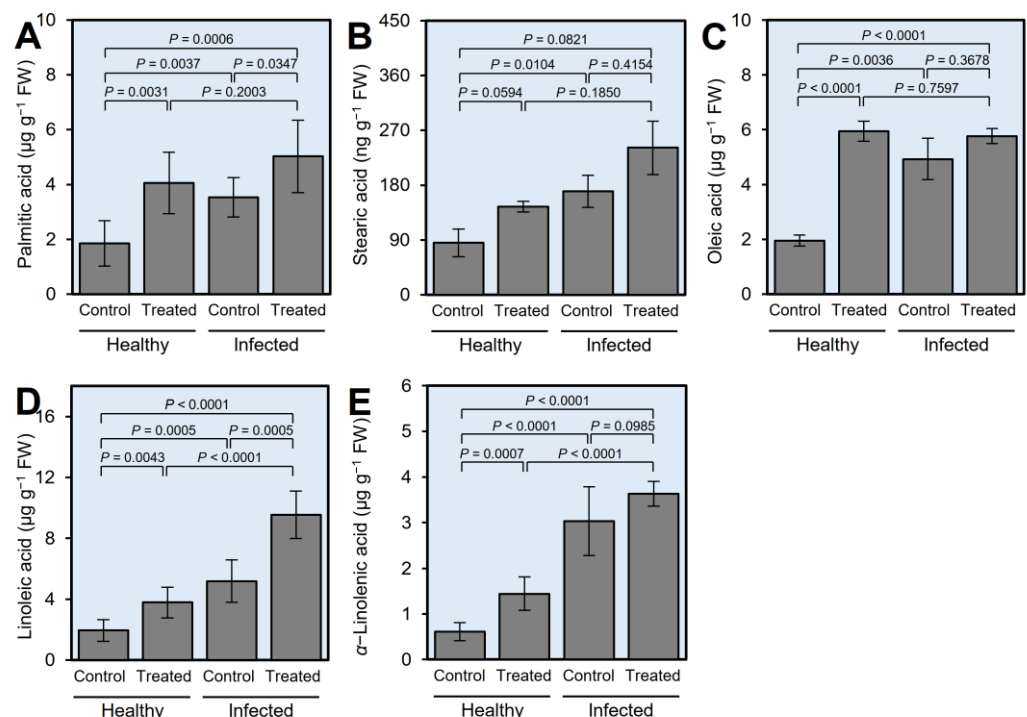 A
Palmitic acid (µg g⁻¹ FW)
10
8
6
4
2
0
P = 0.0006
P = 0.0037
P = 0.0347
P = 0.0031
P = 0.2003
Control Treated Control Treated
Healthy Infected
B
Stearic acid (ng g⁻¹ FW)
450
360
270
180
90
0
P = 0.0821
P = 0.0104
P = 0.4154
P = 0.0594
P = 0.1850
Control Treated Control Treated
Healthy Infected
C
Oleic acid (µg g⁻¹ FW)
10
8
6
4
2
0
P < 0.0001
P = 0.0036
P = 0.3678
P < 0.0001
P = 0.7597
Control Treated Control Treated
Healthy Infected
D
Linoleic acid (µg g⁻¹ FW)
16
12
8
4
0
P < 0.0001
P = 0.0005
P = 0.0005
P = 0.0043
P < 0.0001
Control Treated Control Treated
Healthy Infected
E
α−Linolenic acid (µg g⁻¹ FW)
6
5
4
3
2
1
0
P < 0.0001
P < 0.0001
P = 0.0985
P = 0.0007
P < 0.0001
Control Treated Control Treated
Healthy Infected